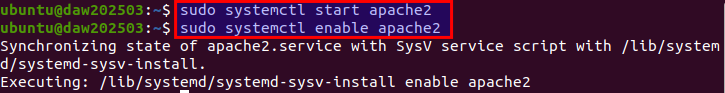 ubuntu@daw202503:~$ sudo systemctl start apache2
ubuntu@daw202503:~$ sudo systemctl enable apache2
Synchronizing state of apache2.service with SysV service script with /lib/system
d/systemd-sysv-install.
Executing: /lib/systemd/systemd-sysv-install enable apache2